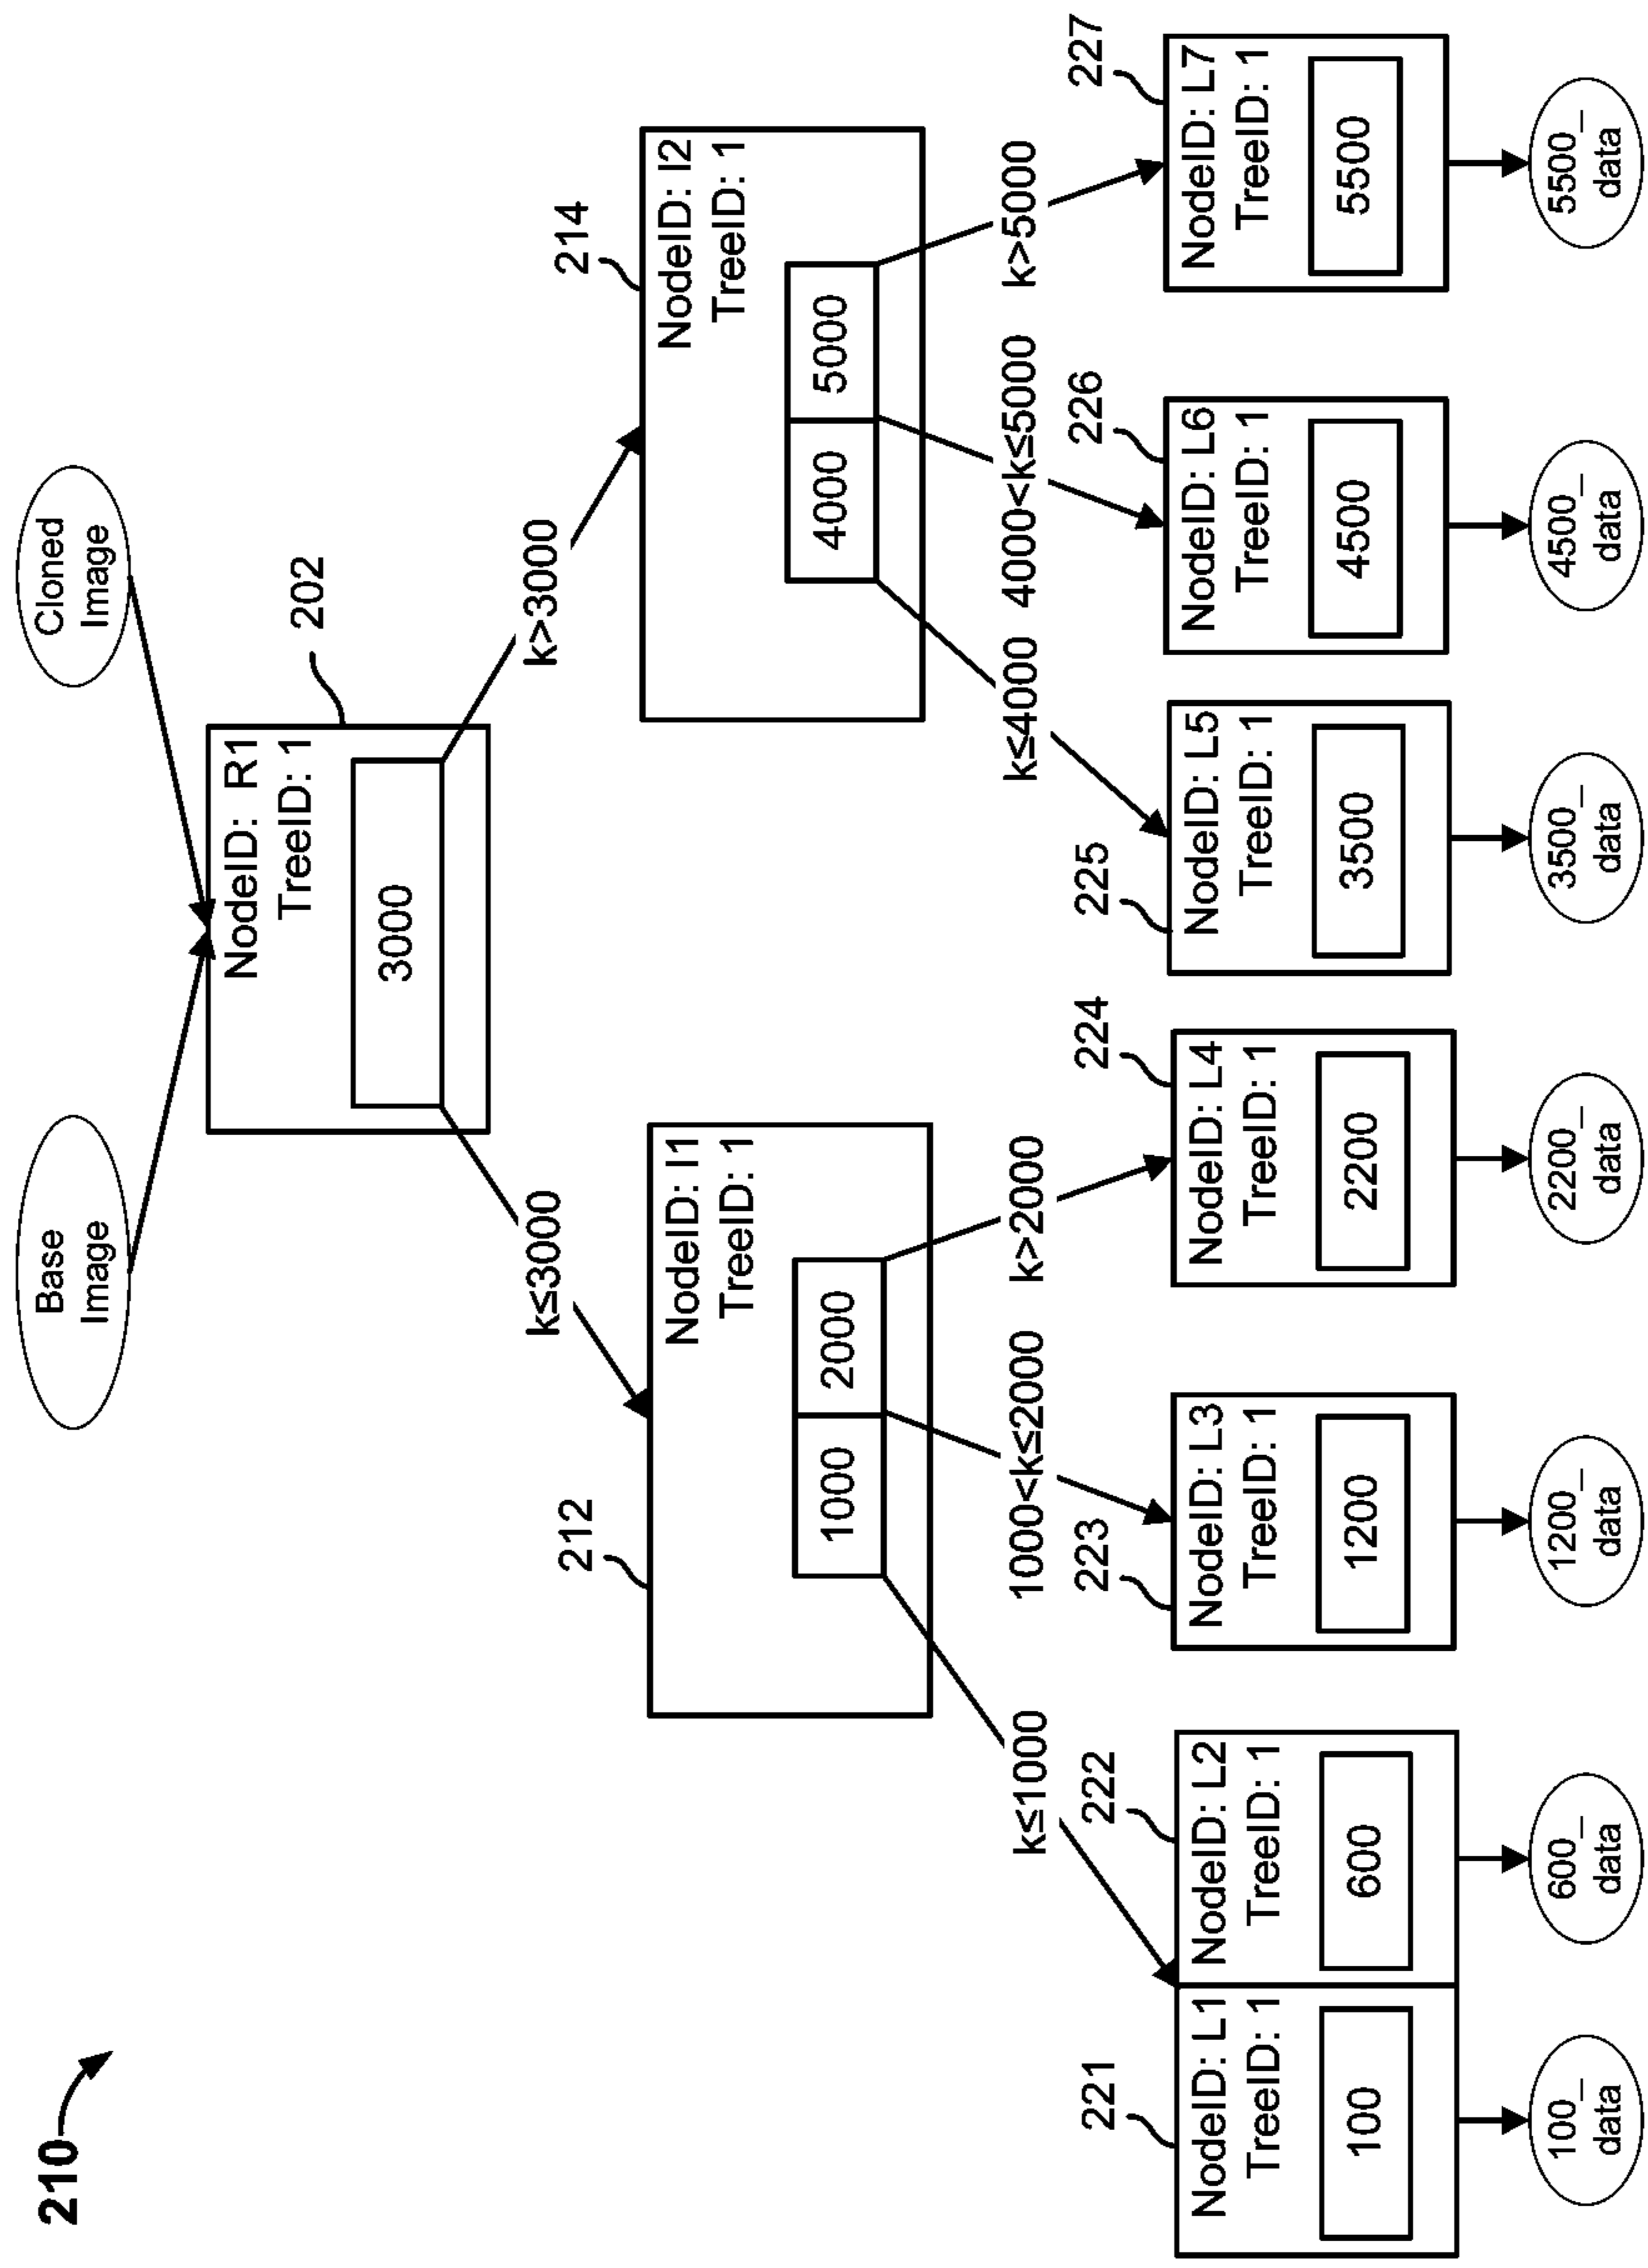 210
Base
Image
Cloned
Image
202
NodeID: R1
TreeID: 1
3000
k≤3000
k>3000
212
NodeID: I1
TreeID: 1
1000
2000
214
NodeID: I2
TreeID: 1
4000
5000
k≤1000
1000<k≤2000
k>2000
k≤4000
4000<k≤5000
k>5000
221
NodeID: L1
TreeID: 1
100
222
NodeID: L2
TreeID: 1
600
223
NodeID: L3
TreeID: 1
1200
224
NodeID: L4
TreeID: 1
2200
225
NodeID: L5
TreeID: 1
3500
226
NodeID: L6
TreeID: 1
4500
227
NodeID: L7
TreeID: 1
5500
100_
data
600_
data
1200_
data
2200_
data
3500_
data
4500_
data
5500_
data